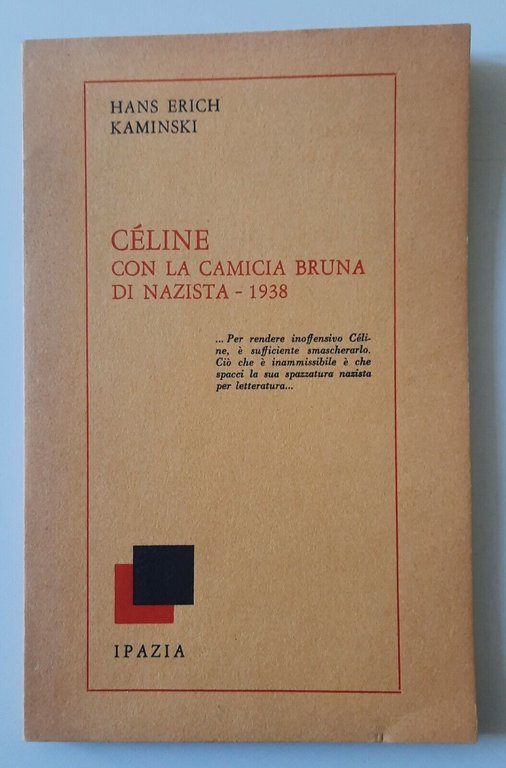 HANS ERICH
KAMINSKI
CÉLINE
CON LA CAMICIA BRUNA
DI NAZISTA - 1938
... Per rendere inoffensivo Céli-
ne, è sufficiente smascherarlo.
Ciò che è inammissibile è che
spacci la sua spazzatura nazista
per letteratura...
IPAZIA